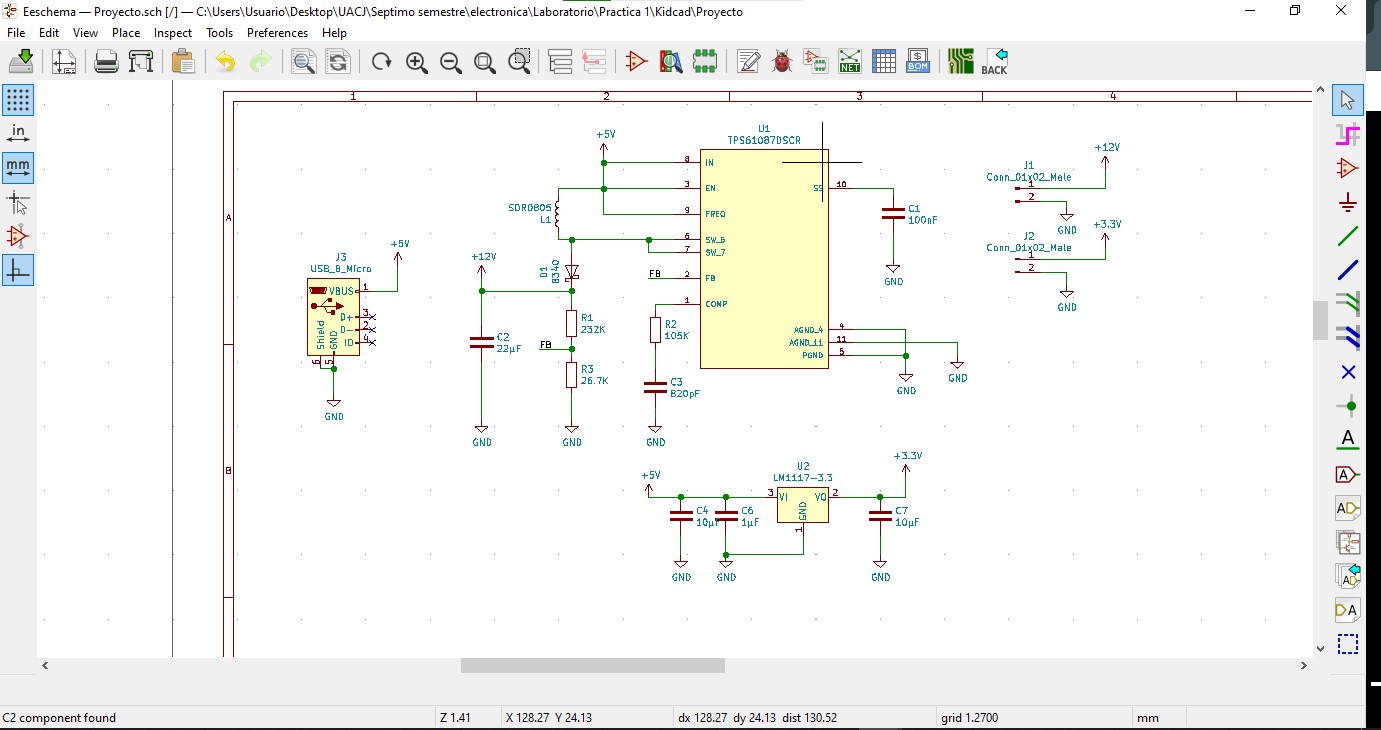 Eeschema — Proyecto.sch [/] — C:\Users\Usuario\Desktop\UACJ\Septimo semestre\electronica\Laboratorio\Practica 1\Kidcad\Proyecto
File Edit View Place Inspect Tools Preferences Help
NET
$
BOM
BACK
in
mm
1 2 3 4
A
B
J3
USB_B_Micro
VBUS 1
D+ 3
D- 2
ID 4
Shield
GND
6 5
+5V
GND
+12V
C2
22µF
GND
+5V
SDR0805
L1
D1
B340
R1
232K
FB
R3
26.7K
GND
U1
TPS61087DSCR
8 IN
3 EN
9 FREQ
6 SW_6
7 SW_7
FB 2 FB
1 COMP
SS 10
AGND_4 4
AGND_11 11
PGND 5
R2
105K
C3
820pF
GND
C1
100nF
GND
GND
GND
J1
Conn_01x02_Male
1
2
+12V
GND
J2
Conn_01x02_Male
1
2
+3.3V
GND
+5V
C4
10µF
GND
C6
1µF
GND
U2
LM1117-3.3
3 VI VO 2
GND
1
+3.3V
C7
10µF
GND
A
A
AD
AD
DA
C2 component found
Z 1.41
X 128.27 Y 24.13
dx 128.27 dy 24.13 dist 130.52
grid 1.2700
mm